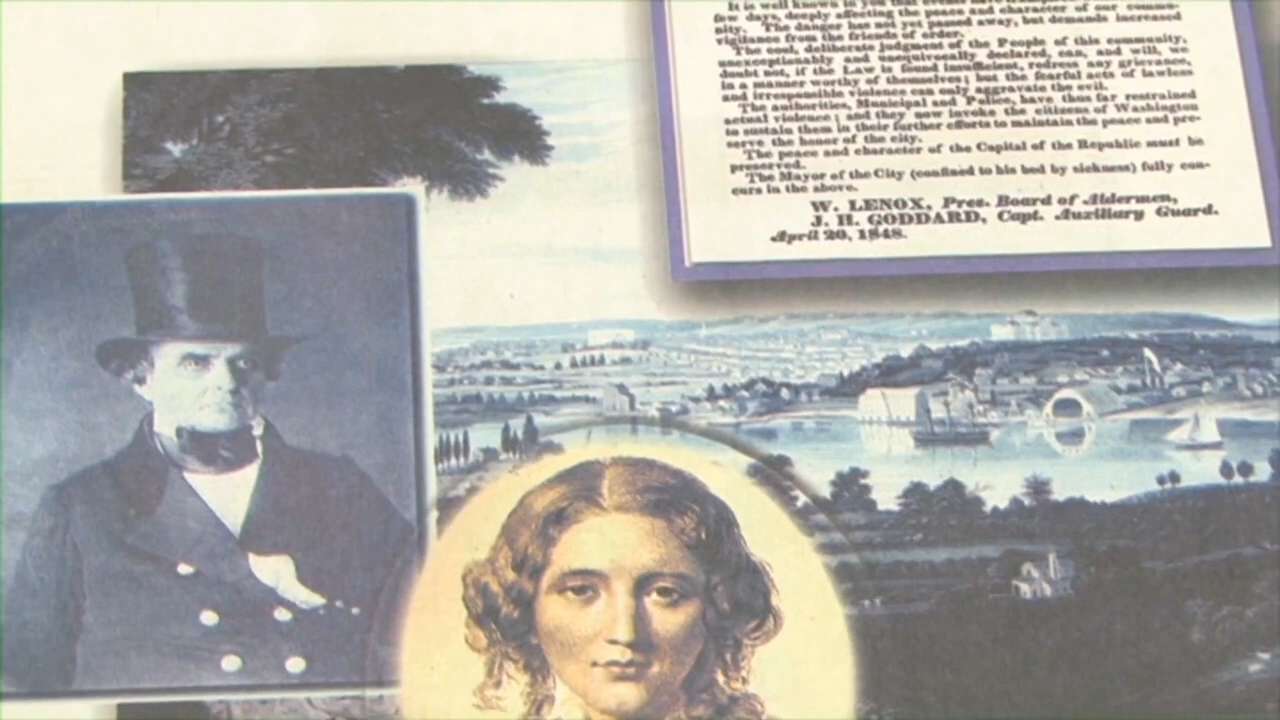 It is well known to you that events have transpired within the
few days, deeply affecting the peace and character of our commu-
nity. The danger has not yet passed away, but demands increased
vigilance from the friends of order.
The cool, deliberate judgment of the People of this community,
unexceptionably and unequivocally declared, can, and will, we
doubt not, if the Law is found insufficient, redress any grievance,
in a manner worthy of themselves; but the fearful acts of lawless
and irresponsible violence can only aggravate the evil.
The authorities, Municipal and Police, have thus far restrained
actual violence; and they now invoke the citizens of Washington
to sustain them in their further efforts to maintain the peace and pre-
serve the honor of the city.
The peace and character of the Capital of the Republic must be
preserved.
The Mayor of the City (confined to his bed by sickness) fully con-
curs in the above.
W. LENOX, Pres. Board of Aldermen,
J. H. GODDARD, Capt. Auxiliary Guard.
April 20, 1848.